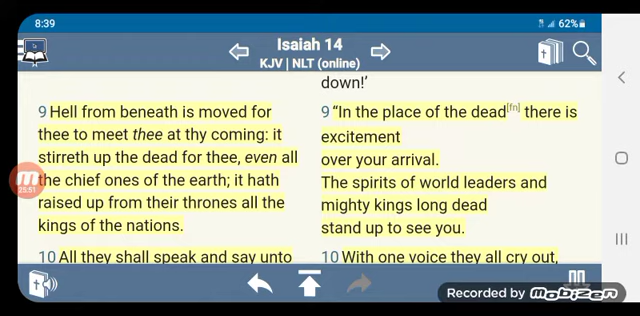 8:39
62%
Isaiah 14
KJV | NLT (online)
down!’
9 Hell from beneath is moved for
thee to meet thee at thy coming: it
stirreth up the dead for thee, even all
the chief ones of the earth; it hath
raised up from their thrones all the
kings of the nations.
10 All they shall speak and say unto
9 “In the place of the dead[fn] there is
excitement
over your arrival.
The spirits of world leaders and
mighty kings long dead
stand up to see you.
10 With one voice they all cry out,
25:51
Recorded by Mobizen